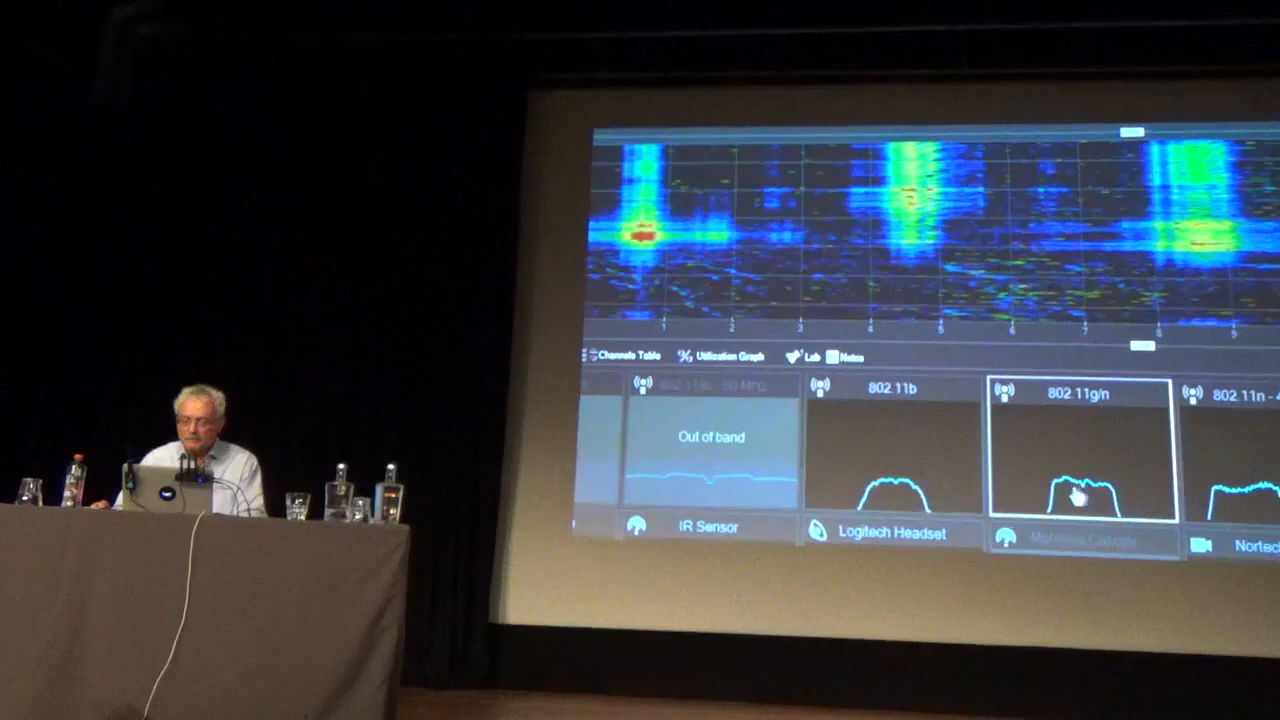 1 2 3 4 5 6 7 8 9
Channels Table Utilization Graph Lab Notes
802.11b 802.11g/n 802.11n -
Out of band
IR Sensor Logitech Headset Nortec